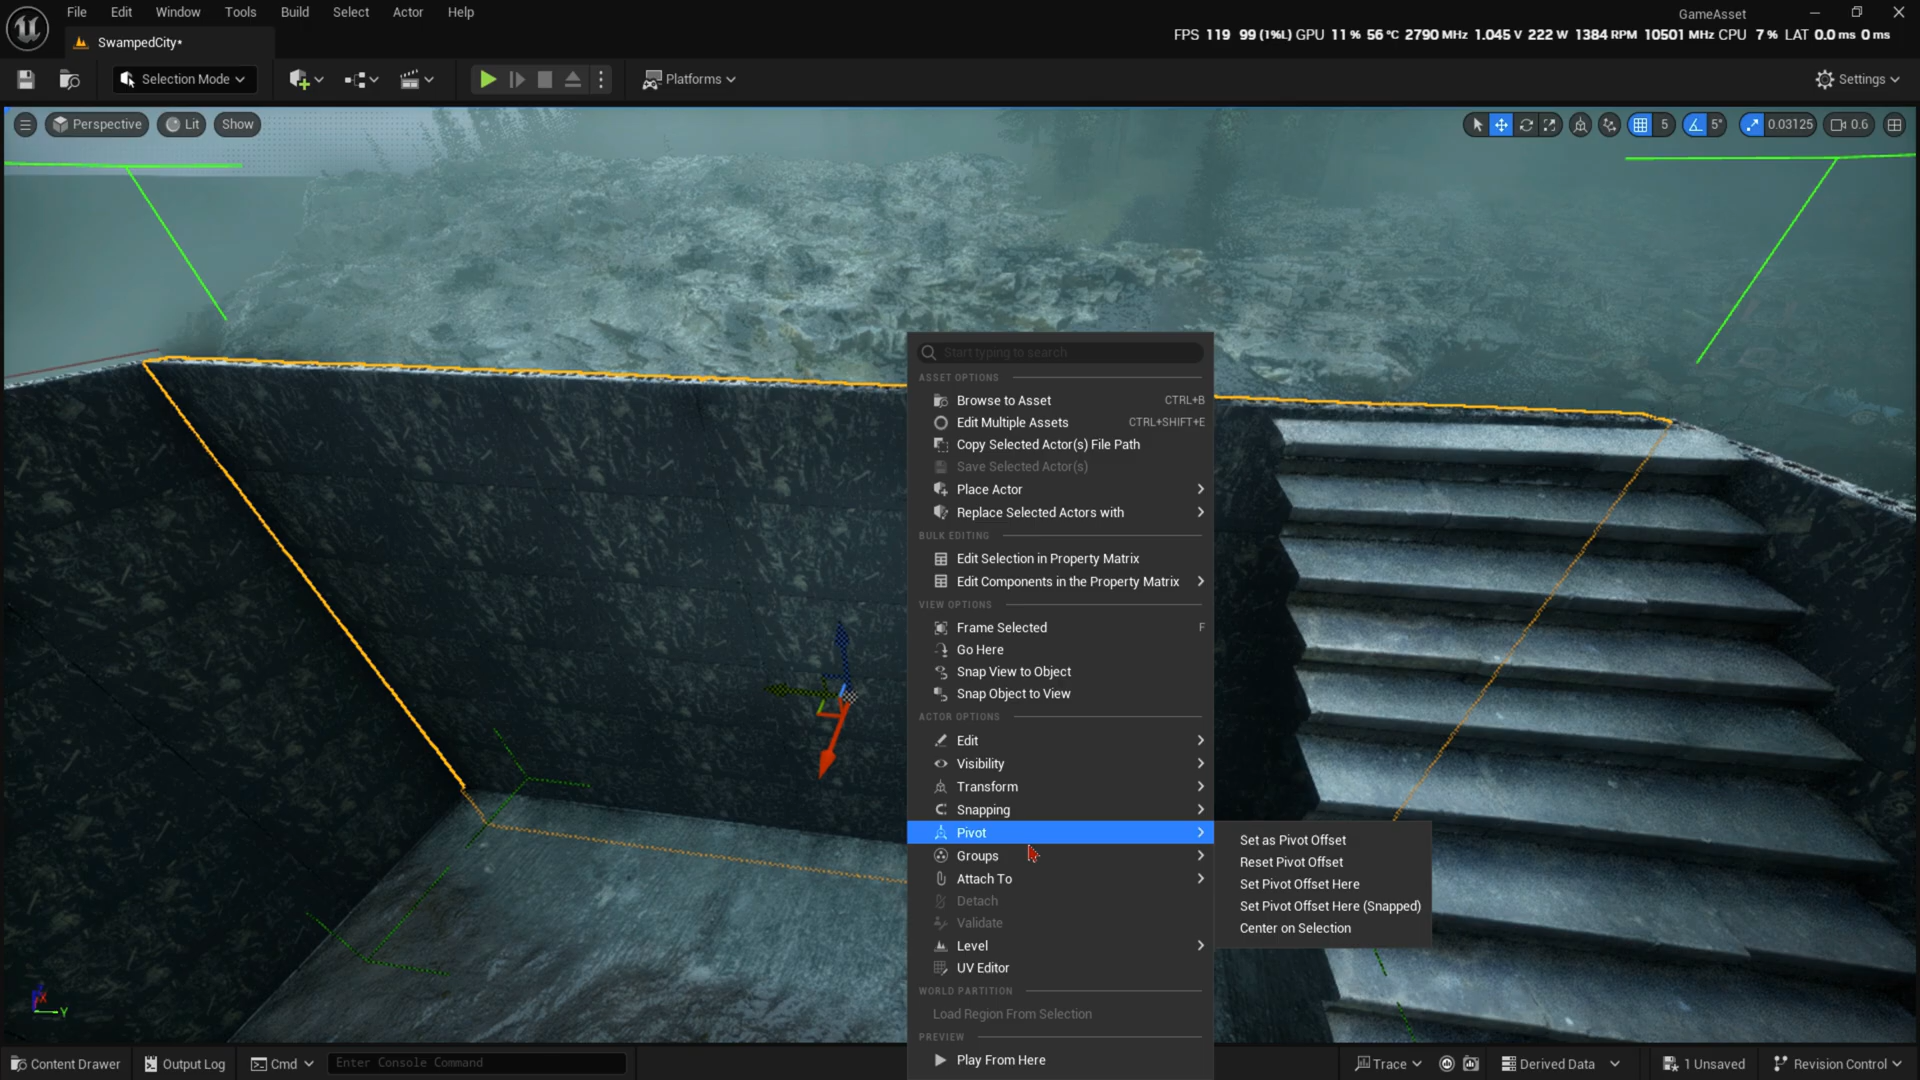 File Edit Window Tools Build Select Actor Help
GameAsset
SwampedCity*
FPS 119 99 (1%L) GPU 11 % 56 °C 2790 MHz 1.045 V 222 W 1384 RPM 10501 MHz CPU 7 % LAT 0.0 ms 0 ms
Selection Mode
Platforms
Settings
Perspective Lit Show
5 5° 0.03125 0.6
Start typing to search
ASSET OPTIONS
Browse to Asset CTRL+B
Edit Multiple Assets CTRL+SHIFT+E
Copy Selected Actor(s) File Path
Save Selected Actor(s)
Place Actor
Replace Selected Actors with
BULK EDITING
Edit Selection in Property Matrix
Edit Components in the Property Matrix
VIEW OPTIONS
Frame Selected F
Go Here
Snap View to Object
Snap Object to View
ACTOR OPTIONS
Edit
Visibility
Transform
Snapping
Pivot
Groups
Attach To
Detach
Validate
Level
UV Editor
WORLD PARTITION
Load Region From Selection
PREVIEW
Play From Here
Set as Pivot Offset
Reset Pivot Offset
Set Pivot Offset Here
Set Pivot Offset Here (Snapped)
Center on Selection
X Y
Content Drawer Output Log Cmd Enter Console Command Trace Derived Data 1 Unsaved Revision Control